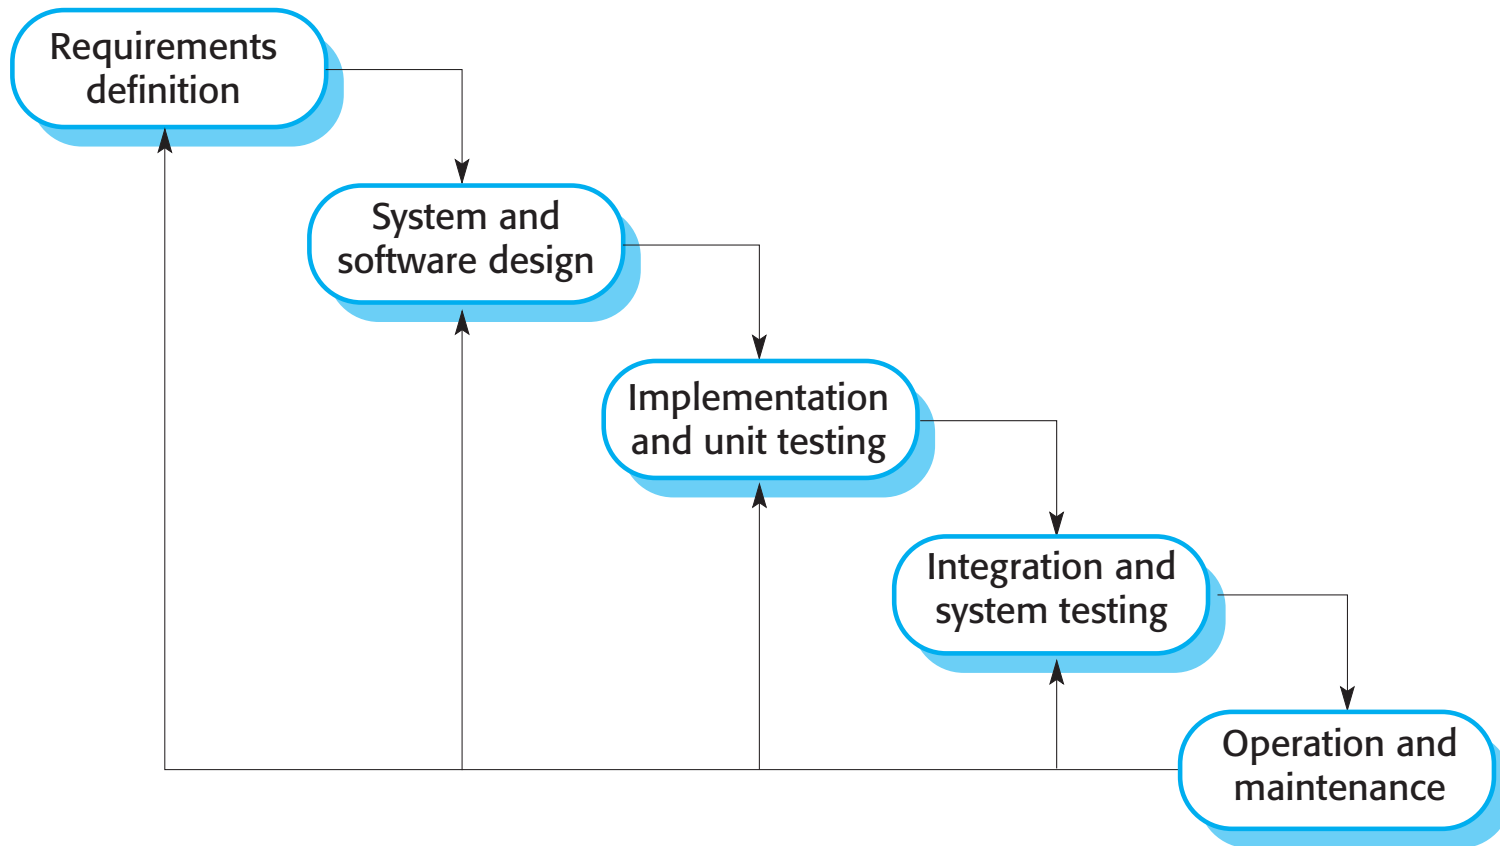 Requirements
definition
System and
software design
Implementation
and unit testing
Integration and
system testing
Operation and
maintenance